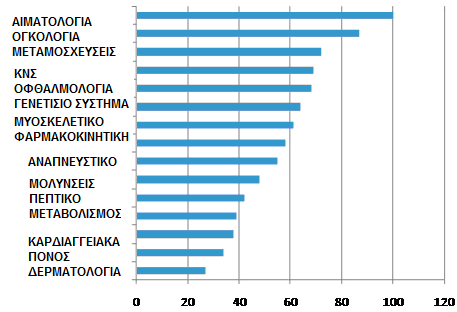 ΑΙΜΑΤΟΛΟΓΙΑ
ΟΓΚΟΛΟΓΙΑ
ΜΕΤΑΜΟΣΧΕΥΣΕΙΣ
ΚΝΣ
ΟΦΘΑΛΜΟΛΟΓΙΑ
ΓΕΝΕΤΙΣΙΟ ΣΥΣΤΗΜΑ
ΜΥΟΣΚΕΛΕΤΙΚΟ
ΦΑΡΜΑΚΟΚΙΝΗΤΙΚΗ
ΑΝΑΠΝΕΥΣΤΙΚΟ
ΜΟΛΥΝΣΕΙΣ
ΠΕΠΤΙΚΟ
ΜΕΤΑΒΟΛΙΣΜΟΣ
ΚΑΡΔΙΑΓΓΕΙΑΚΑ
ΠΟΝΟΣ
ΔΕΡΜΑΤΟΛΟΓΙΑ
0 20 40 60 80 100 120